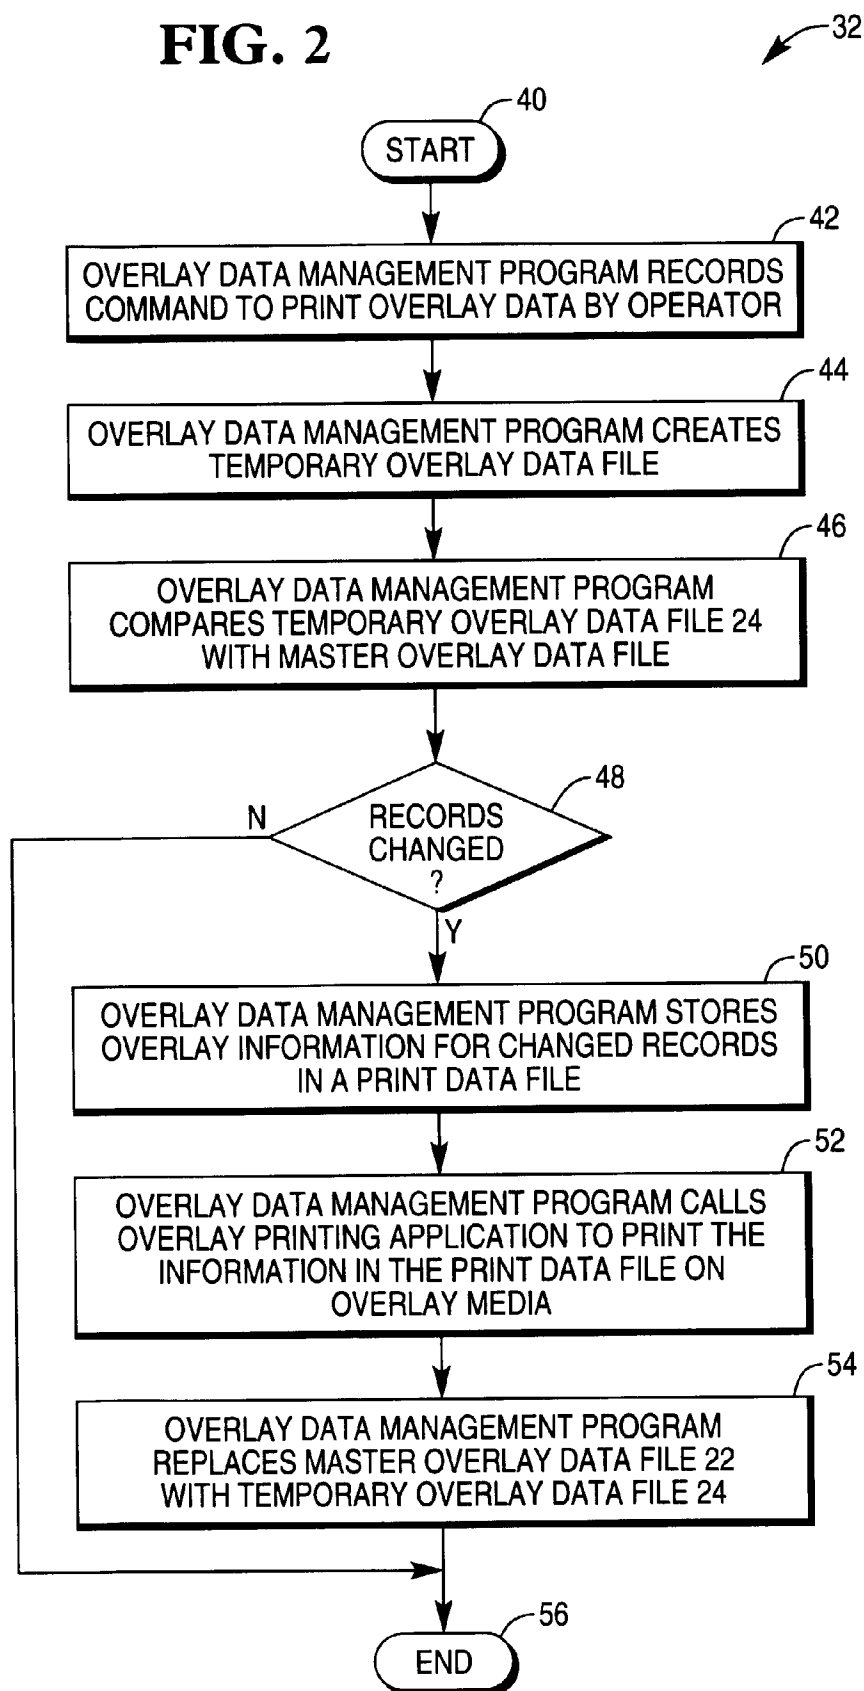 FIG. 2
32
40
START
42
OVERLAY DATA MANAGEMENT PROGRAM RECORDS
COMMAND TO PRINT OVERLAY DATA BY OPERATOR
44
OVERLAY DATA MANAGEMENT PROGRAM CREATES
TEMPORARY OVERLAY DATA FILE
46
OVERLAY DATA MANAGEMENT PROGRAM
COMPARES TEMPORARY OVERLAY DATA FILE 24
WITH MASTER OVERLAY DATA FILE
48
N
RECORDS
CHANGED
?
Y
50
OVERLAY DATA MANAGEMENT PROGRAM STORES
OVERLAY INFORMATION FOR CHANGED RECORDS
IN A PRINT DATA FILE
52
OVERLAY DATA MANAGEMENT PROGRAM CALLS
OVERLAY PRINTING APPLICATION TO PRINT THE
INFORMATION IN THE PRINT DATA FILE ON
OVERLAY MEDIA
54
OVERLAY DATA MANAGEMENT PROGRAM
REPLACES MASTER OVERLAY DATA FILE 22
WITH TEMPORARY OVERLAY DATA FILE 24
56
END